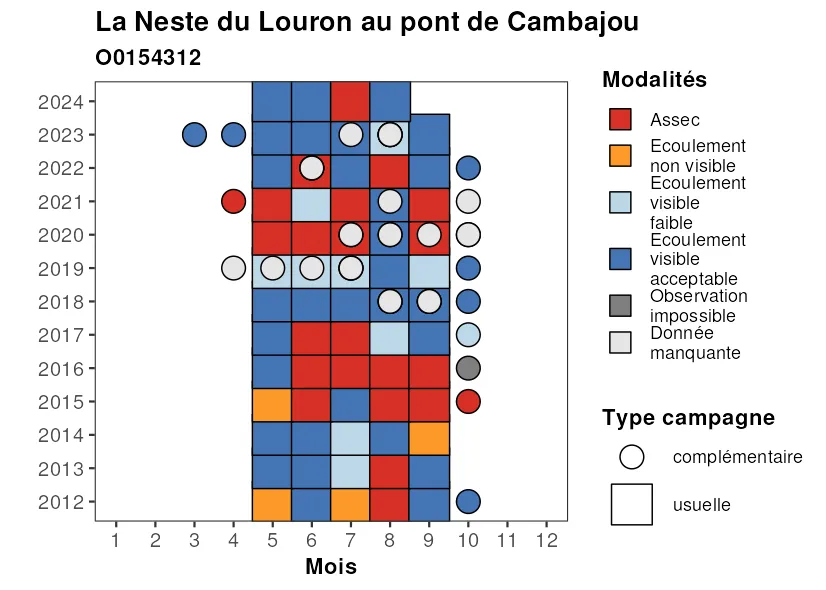 La Neste du Louron au pont de Cambajou
O0154312
2024
2023
2022
2021
2020
2019
2018
2017
2016
2015
2014
2013
2012
1 2 3 4 5 6 7 8 9 10 11 12
Mois
Modalités
Assec
Ecoulement
non visible
Ecoulement
visible
faible
Ecoulement
visible
acceptable
Observation
impossible
Donnée
manquante
Type campagne
complémentaire
usuelle